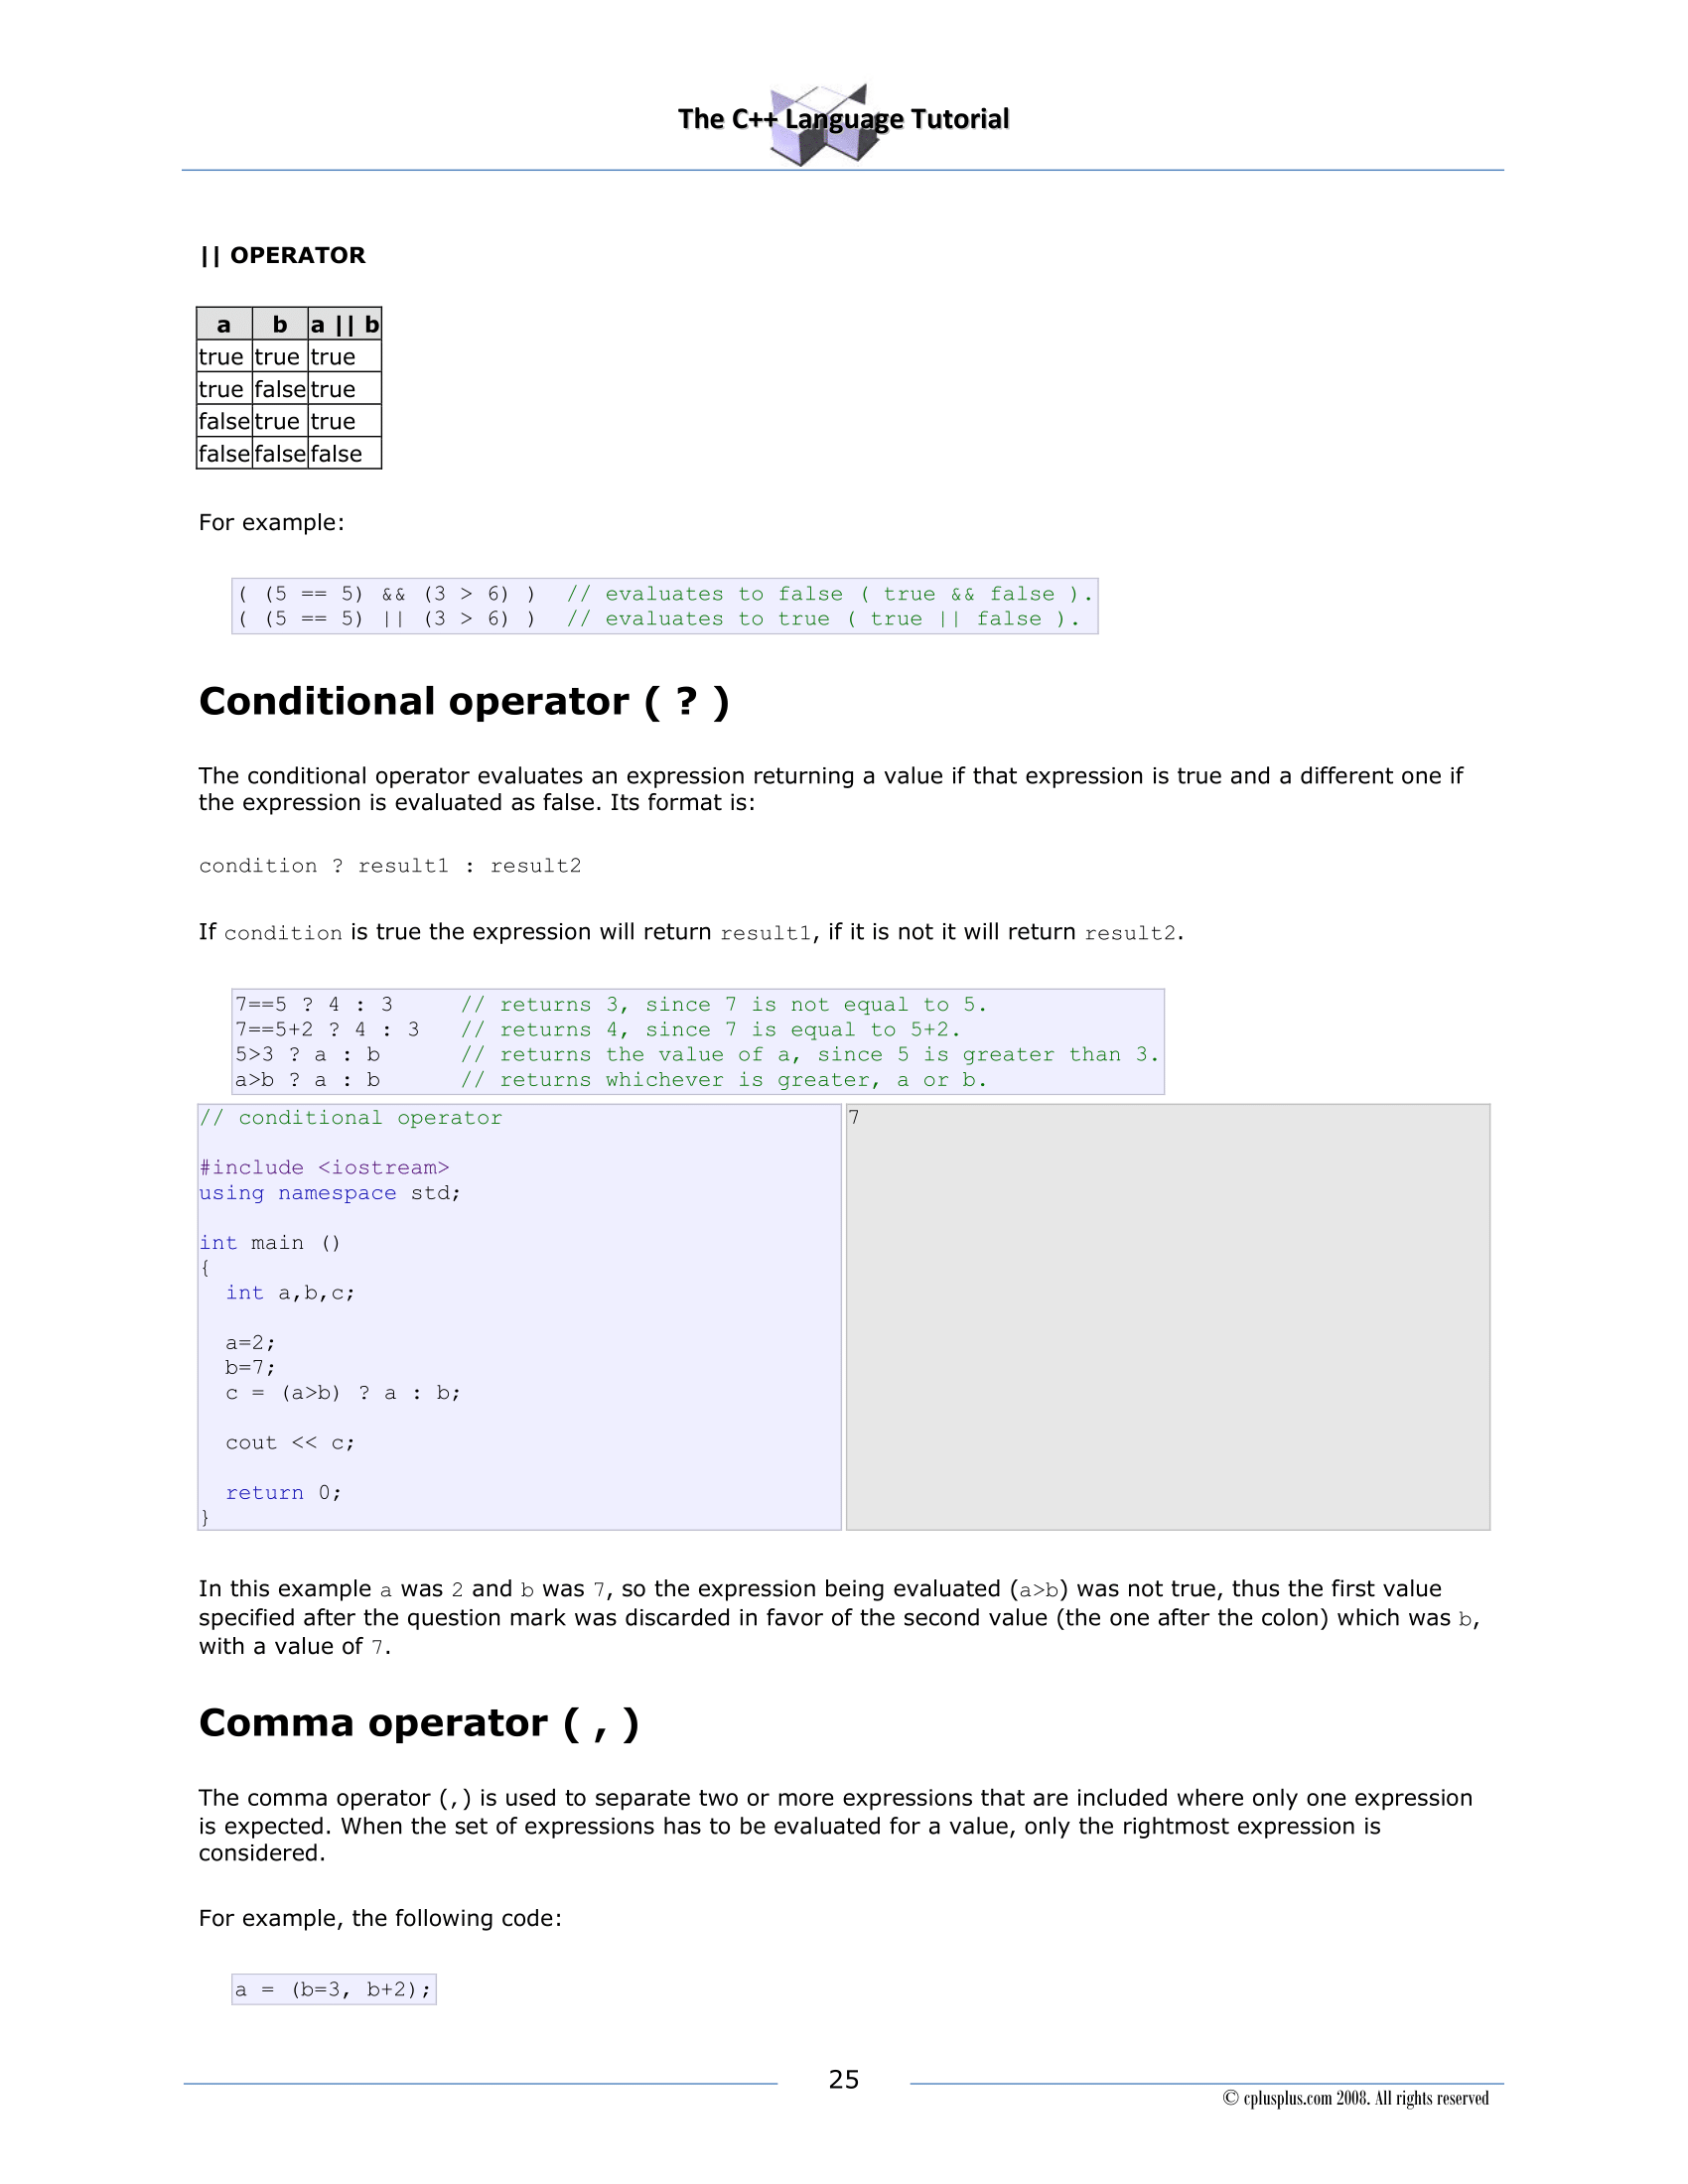 The C++ Language Tutorial
|| OPERATOR
a b a || b
true true true
true false true
false true true
false false false
For example:
( (5 == 5) && (3 > 6) )  // evaluates to false ( true && false ).
( (5 == 5) || (3 > 6) )  // evaluates to true ( true || false ).
Conditional operator ( ? )
The conditional operator evaluates an expression returning a value if that expression is true and a different one if
the expression is evaluated as false. Its format is:
condition ? result1 : result2
If condition is true the expression will return result1, if it is not it will return result2.
7==5 ? 4 : 3     // returns 3, since 7 is not equal to 5.
7==5+2 ? 4 : 3   // returns 4, since 7 is equal to 5+2.
5>3 ? a : b      // returns the value of a, since 5 is greater than 3.
a>b ? a : b      // returns whichever is greater, a or b.
// conditional operator
#include <iostream>
using namespace std;
int main ()
{
  int a,b,c;
  a=2;
  b=7;
  c = (a>b) ? a : b;
  cout << c;
  return 0;
}
7
In this example a was 2 and b was 7, so the expression being evaluated (a>b) was not true, thus the first value
specified after the question mark was discarded in favor of the second value (the one after the colon) which was b,
with a value of 7.
Comma operator ( , )
The comma operator (,) is used to separate two or more expressions that are included where only one expression
is expected. When the set of expressions has to be evaluated for a value, only the rightmost expression is
considered.
For example, the following code:
a = (b=3, b+2);
25
© cplusplus.com 2008. All rights reserved